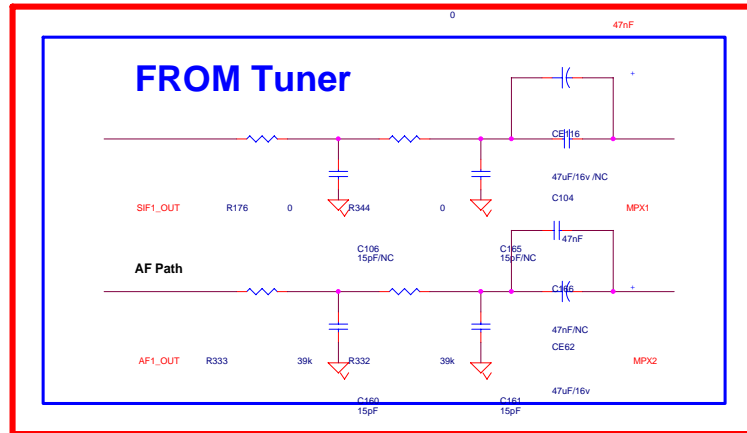 0
47nF
FROM Tuner
+
CE116
47uF/16v /NC
C104
SIF1_OUT R176 0 R344 0 MPX1
47nF
C106 C165
15pF/NC 15pF/NC
AF Path
C166 +
47nF/NC
CE62
AF1_OUT R333 39k R332 39k MPX2
47uF/16v
C160 C161
15pF 15pF